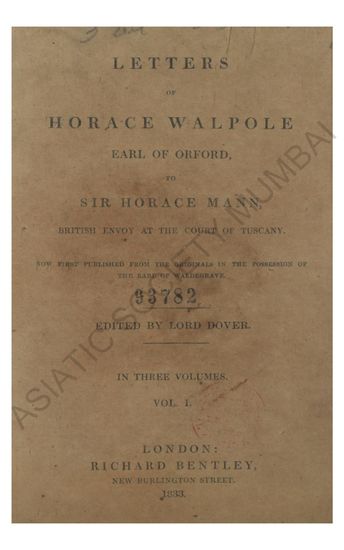 LETTERS
OF
HORACE WALPOLE
EARL OF ORFORD,
TO
SIR HORACE MANN,
BRITISH ENVOY AT THE COURT OF TUSCANY.
NOW FIRST PUBLISHED FROM THE ORIGINALS IN THE POSSESSION OF
THE EARL OF WALDEGRAVE.
93782
EDITED BY LORD DOVER.
IN THREE VOLUMES.
VOL. I.
LONDON:
RICHARD BENTLEY,
NEW BURLINGTON STREET.
1833.
ASIATIC SOCIETY MUMBAI